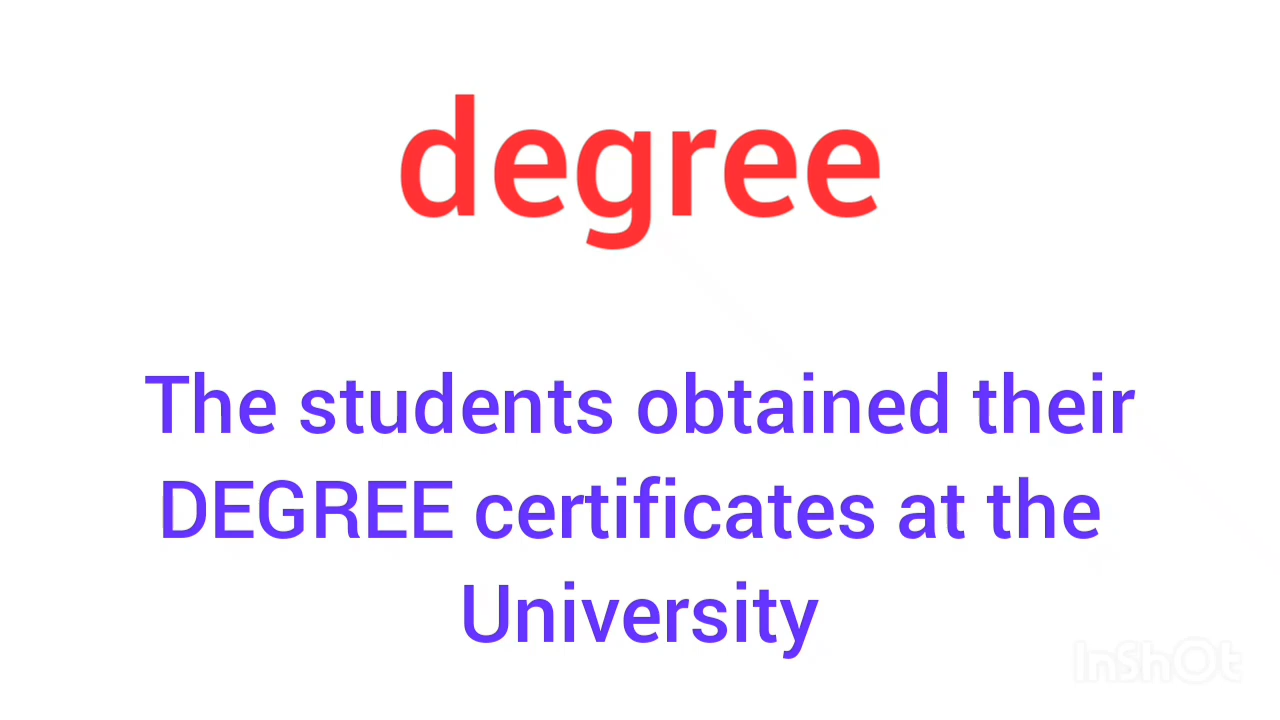 degree
The students obtained their
DEGREE certificates at the
University
InShOt